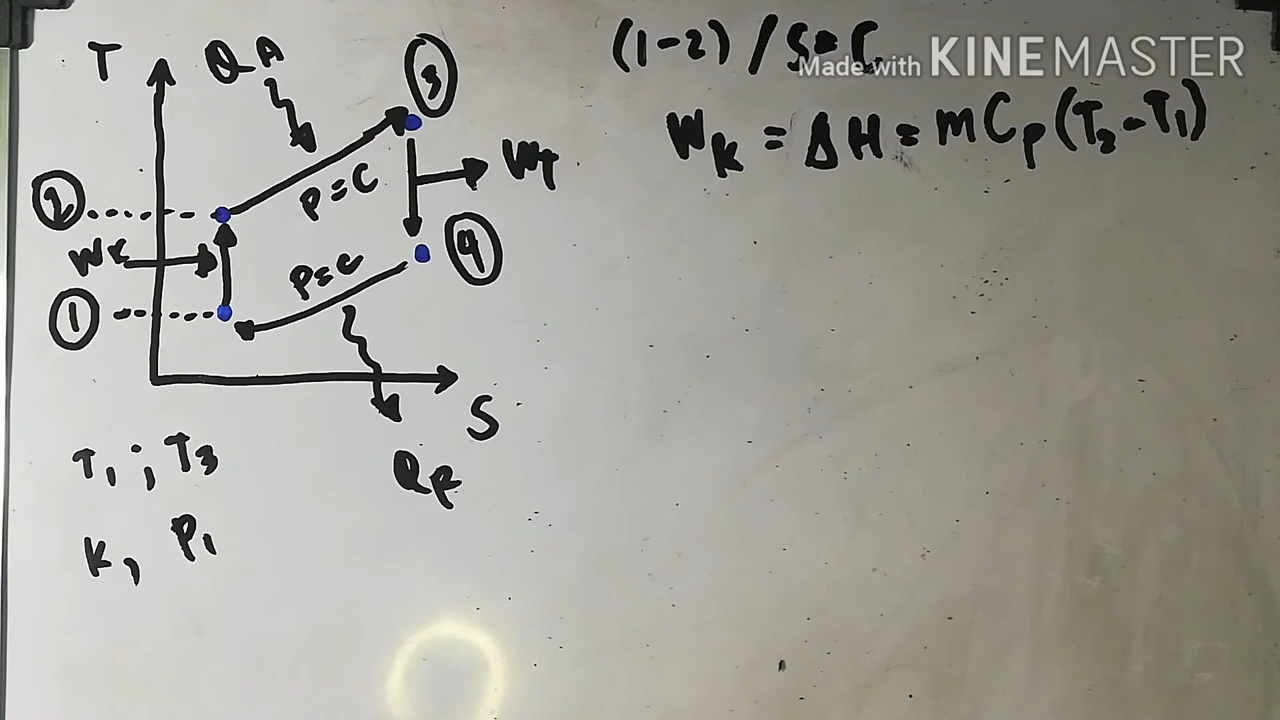 T
QA
3
2
P=C
WT
WK
P=C
4
1
S
QR
T1 ; T3
K, P1
(1-2) / S=C
Made with KINEMASTER
WK = ΔH = mCp(T2-T1)